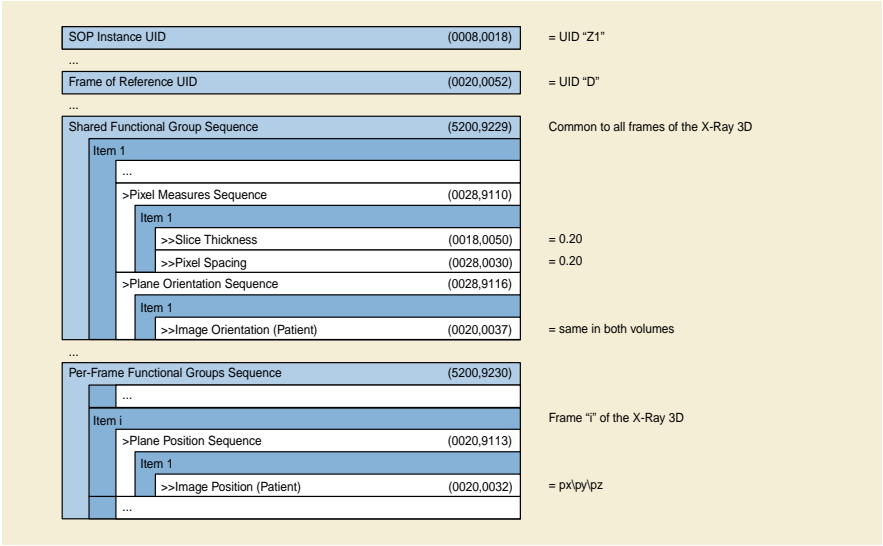 SOP Instance UID (0008,0018) = UID “Z1”
...
Frame of Reference UID (0020,0052) = UID “D”
...
Shared Functional Group Sequence (5200,9229) Common to all frames of the X-Ray 3D
Item 1
...
>Pixel Measures Sequence (0028,9110)
Item 1
>>Slice Thickness (0018,0050) = 0.20
>>Pixel Spacing (0028,0030) = 0.20
>Plane Orientation Sequence (0028,9116)
Item 1
>>Image Orientation (Patient) (0020,0037) = same in both volumes
...
Per-Frame Functional Groups Sequence (5200,9230)
...
Item i Frame “i” of the X-Ray 3D
>Plane Position Sequence (0020,9113)
Item 1
>>Image Position (Patient) (0020,0032) = px\py\pz
...